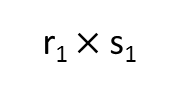 r₁ × s₁